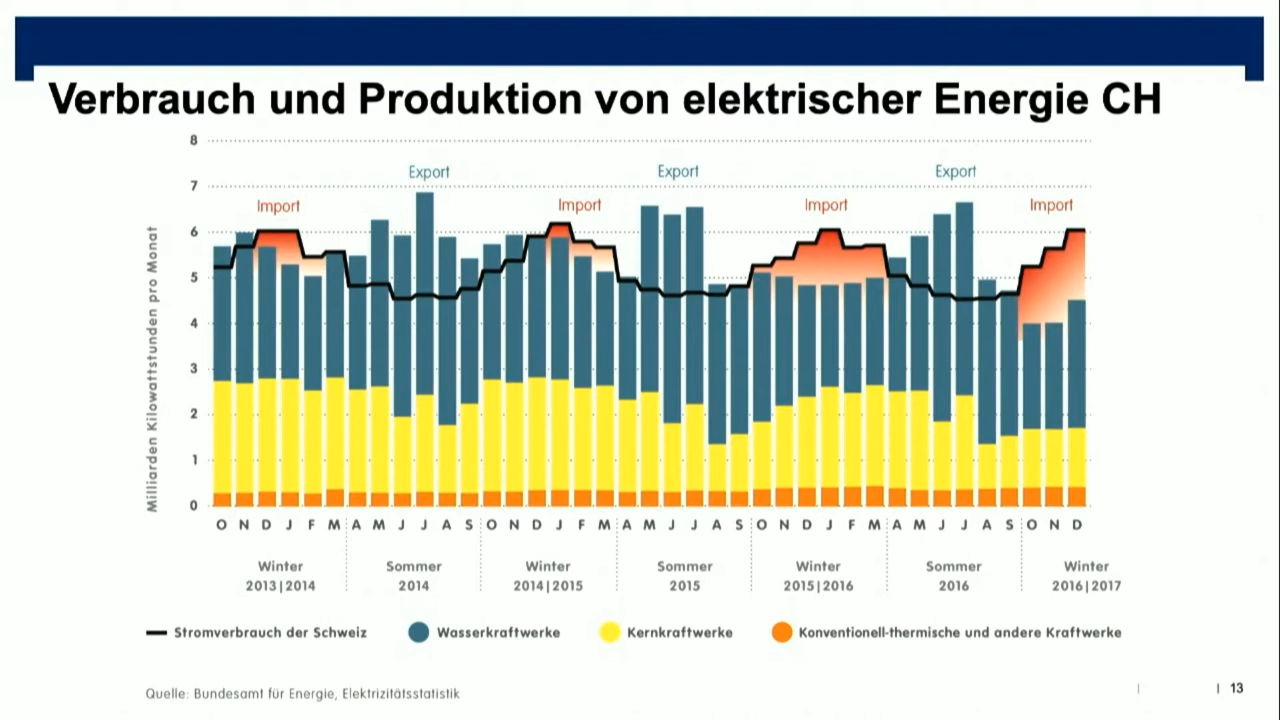 Verbrauch und Produktion von elektrischer Energie CH
Milliarden Kilowattstunden pro Monat
8
7
6
5
4
3
2
1
0
Import
Export
Import
Export
Import
Export
Import
O N D J F M A M J J A S O N D J F M A M J J A S O N D J F M A M J J A S O N D
Winter
2013|2014
Sommer
2014
Winter
2014|2015
Sommer
2015
Winter
2015|2016
Sommer
2016
Winter
2016|2017
Stromverbrauch der Schweiz
Wasserkraftwerke
Kernkraftwerke
Konventionell-thermische und andere Kraftwerke
Quelle: Bundesamt für Energie, Elektrizitätsstatistik
| | 13